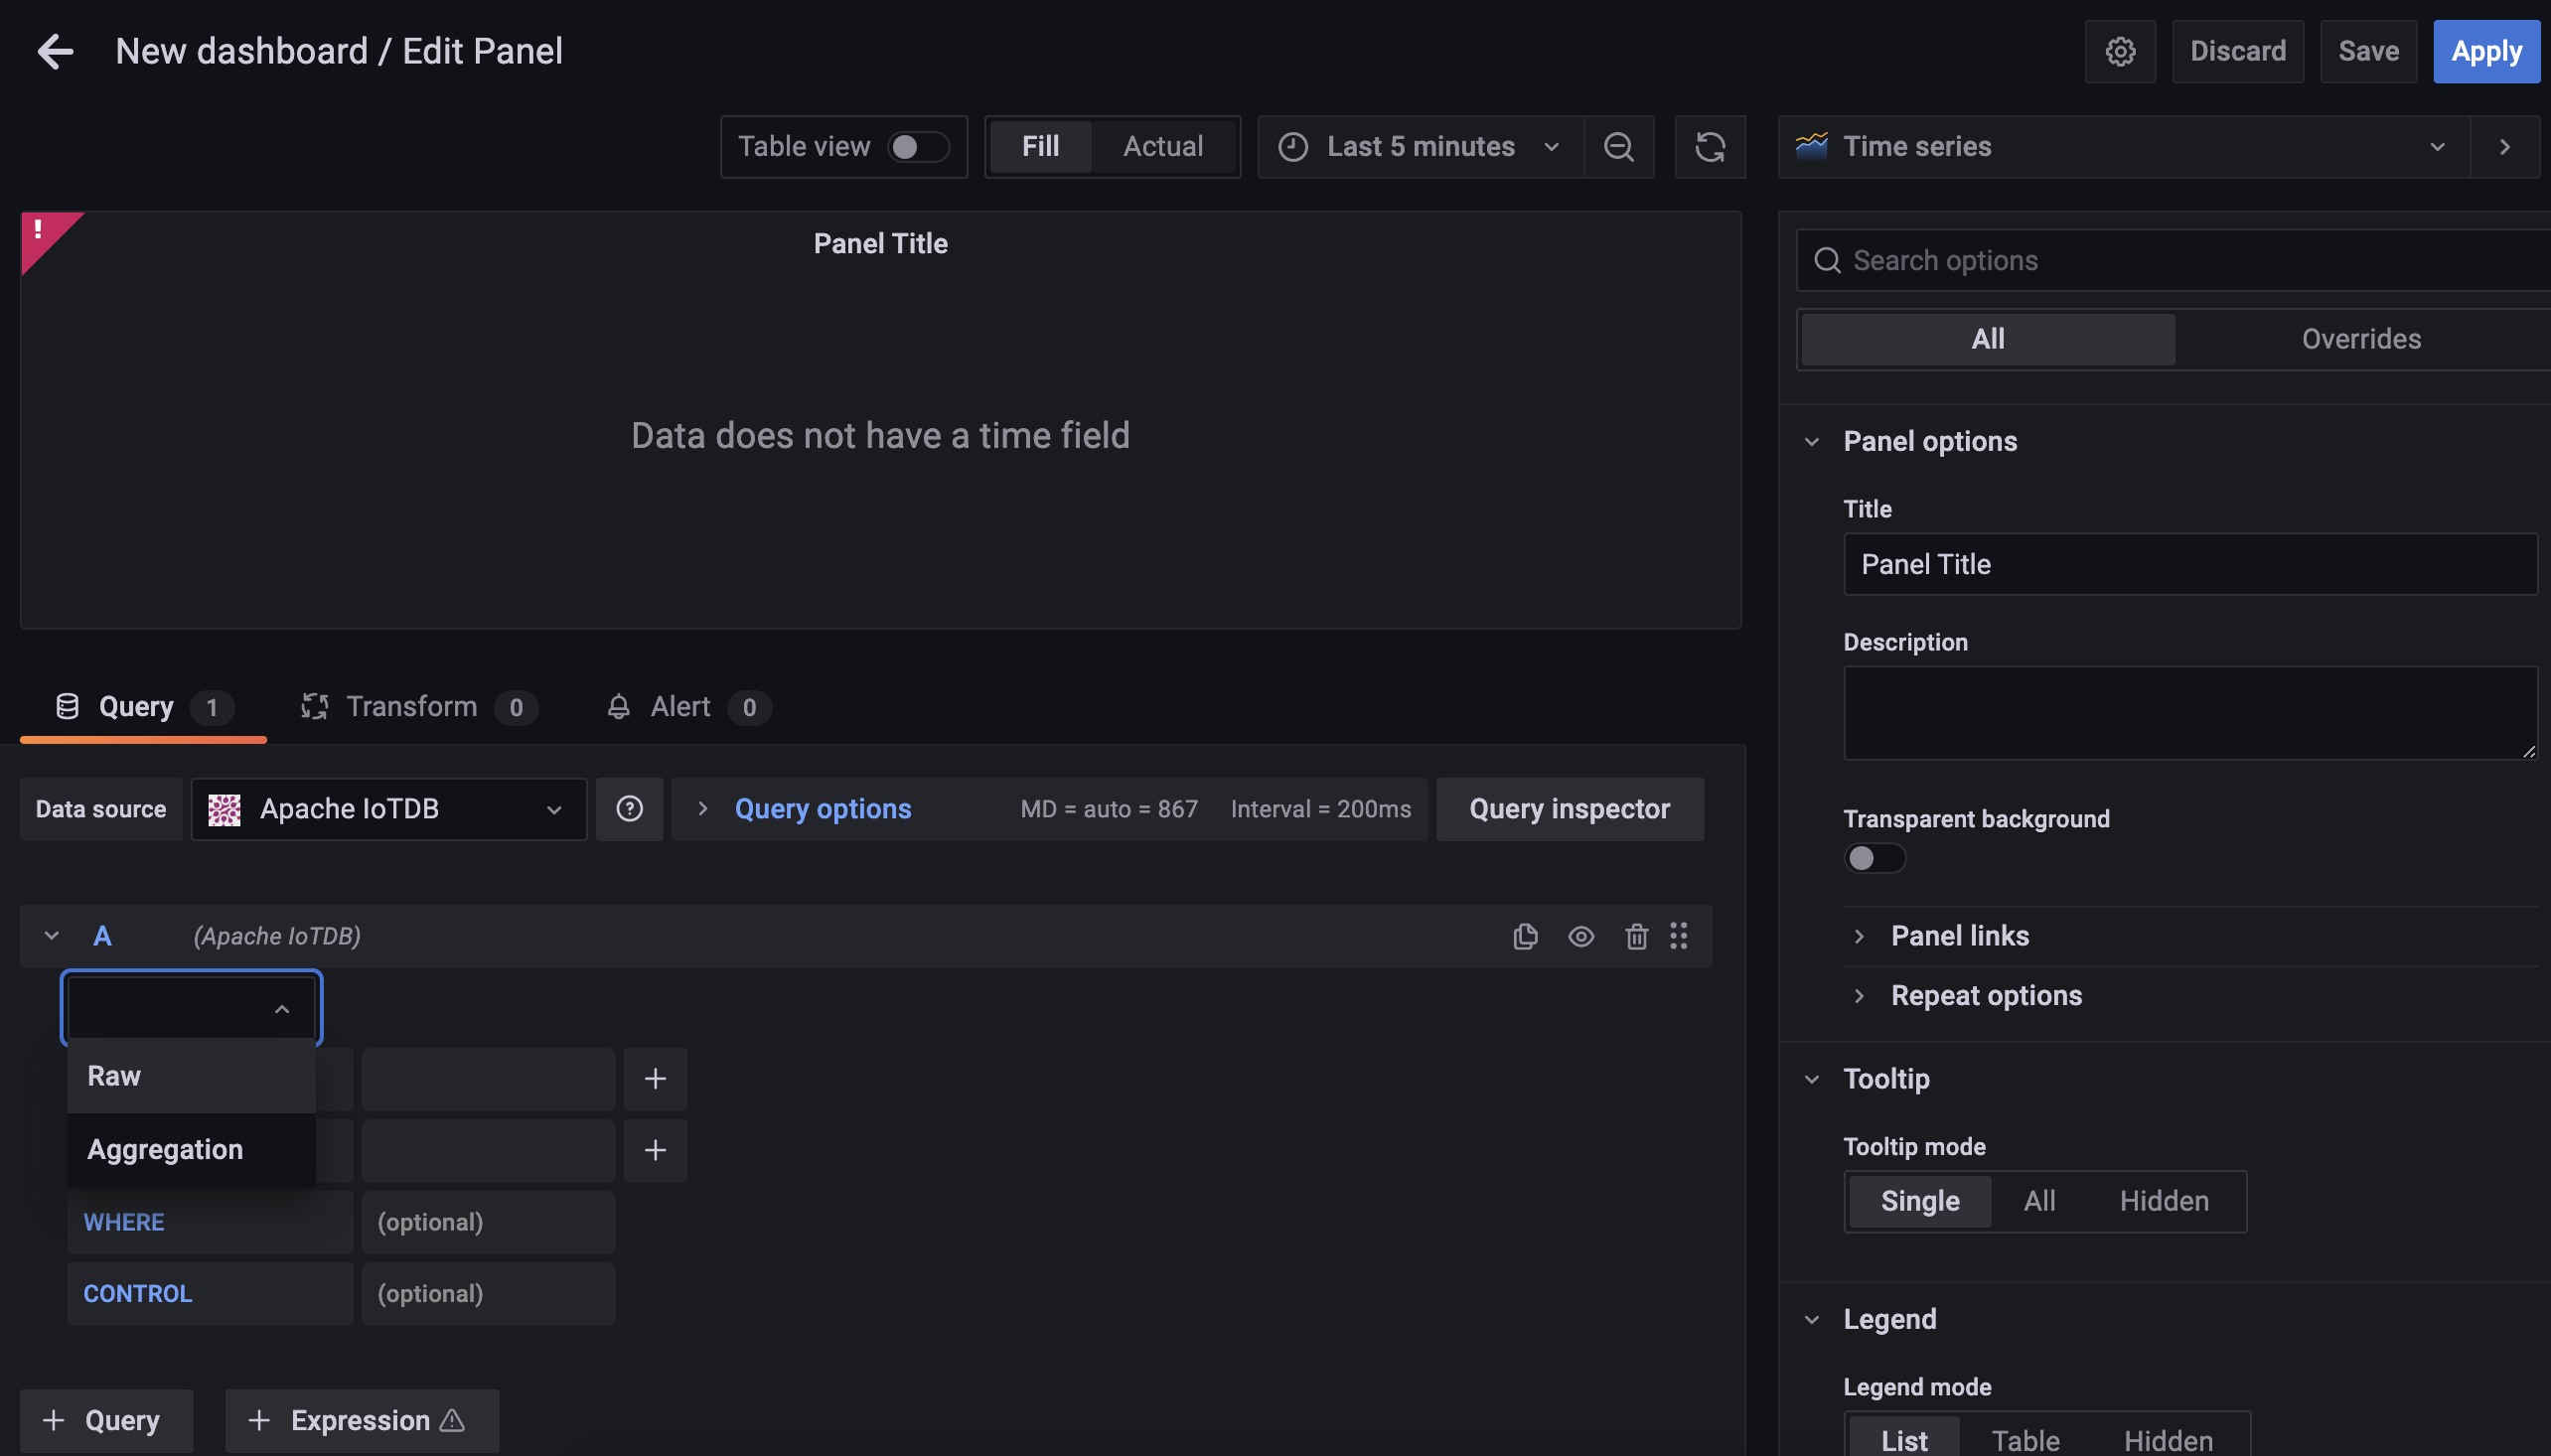 New dashboard / Edit Panel
Discard
Save
Apply
Table view
Fill
Actual
Last 5 minutes
Time series
!
Panel Title
Data does not have a time field
Search options
All
Overrides
Panel options
Title
Panel Title
Description
Transparent background
Panel links
Repeat options
Tooltip
Tooltip mode
Single
All
Hidden
Legend
Legend mode
List
Table
Hidden
Query 1
Transform 0
Alert 0
Data source
Apache IoTDB
Query options
MD = auto = 867
Interval = 200ms
Query inspector
A
(Apache IoTDB)
Raw
Aggregation
WHERE
(optional)
CONTROL
(optional)
+ Query
+ Expression